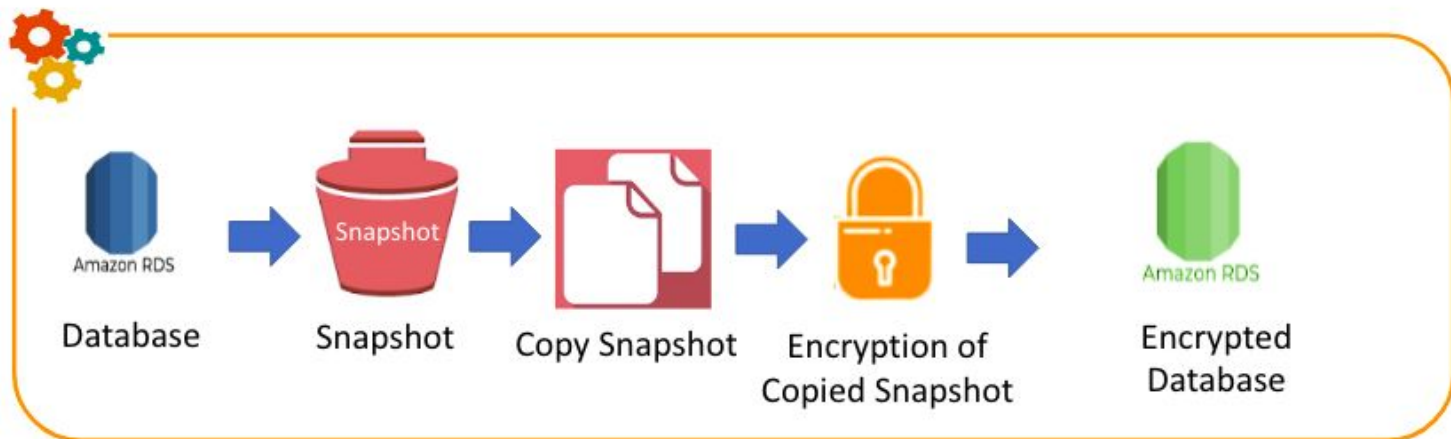 Amazon RDS
Database
Snapshot
Snapshot
Copy Snapshot
Encryption of
Copied Snapshot
Amazon RDS
Encrypted
Database